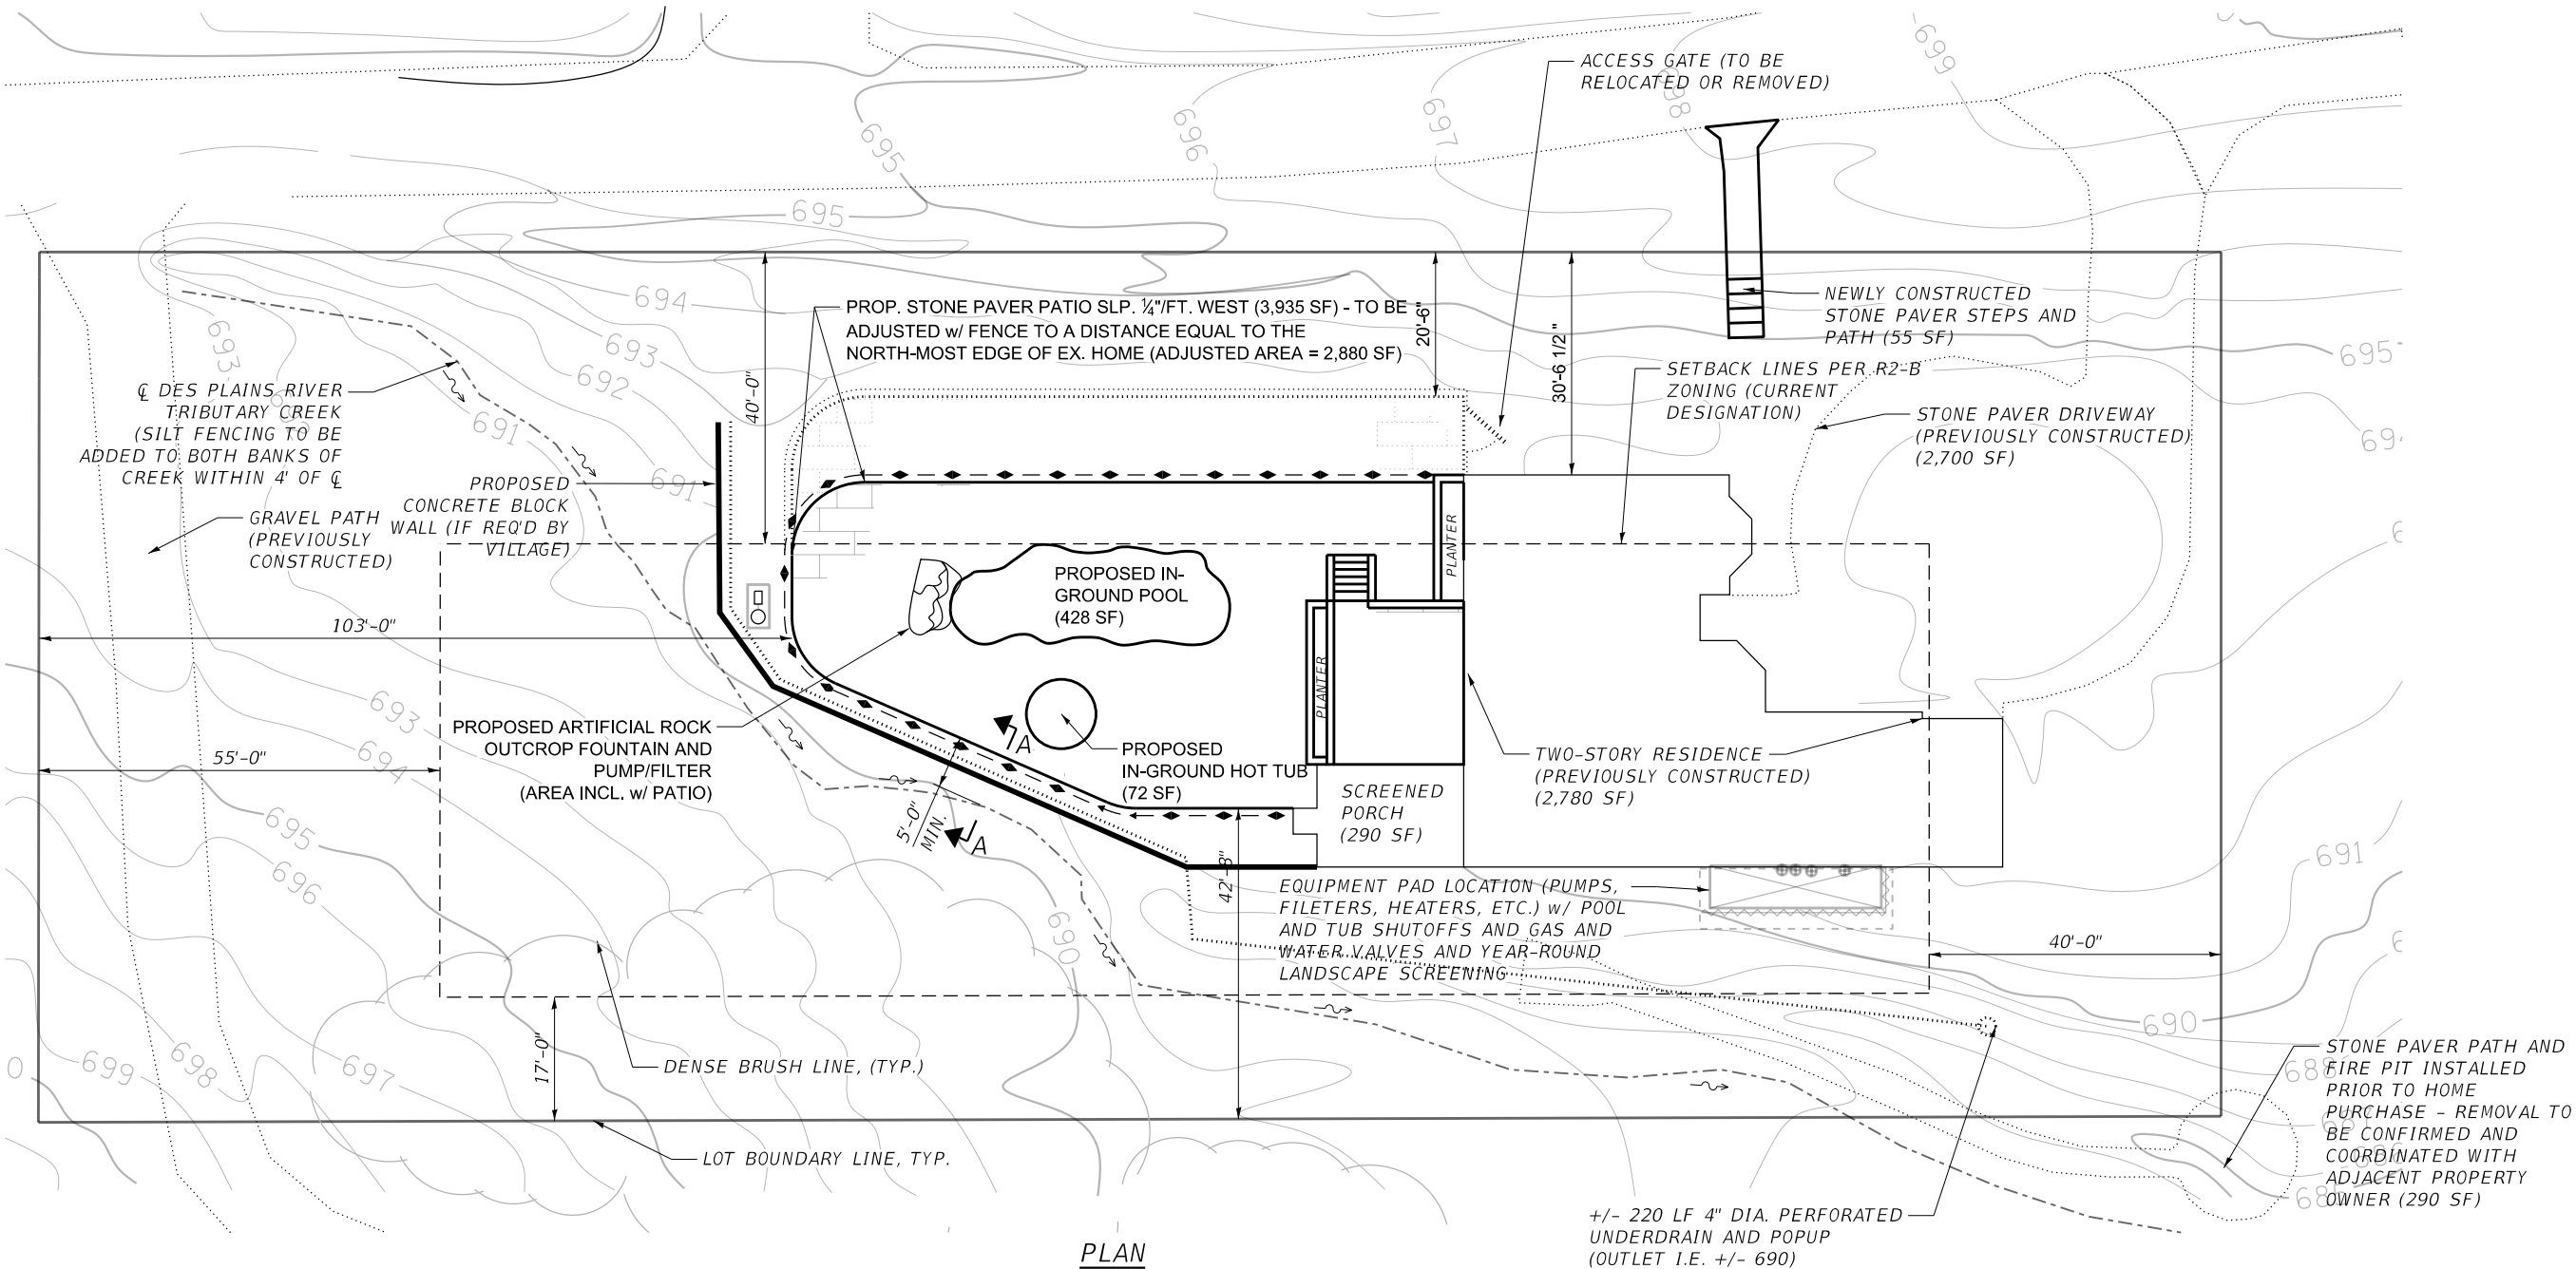 699
698
ACCESS GATE (TO BE
RELOCATED OR REMOVED)
695
696
697
695
694
693
692
693
691
691
PROP. STONE PAVER PATIO SLP. ¼"/FT. WEST (3,935 SF) - TO BE
ADJUSTED w/ FENCE TO A DISTANCE EQUAL TO THE
NORTH-MOST EDGE OF EX. HOME (ADJUSTED AREA = 2,880 SF)
40'-0"
20'-6"
30'-6 1/2"
NEWLY CONSTRUCTED
STONE PAVER STEPS AND
PATH (55 SF)
695
SETBACK LINES PER R2-B
ZONING (CURRENT
DESIGNATION)
STONE PAVER DRIVEWAY
(PREVIOUSLY CONSTRUCTED)
(2,700 SF)
℄ DES PLAINS RIVER
TRIBUTARY CREEK
(SILT FENCING TO BE
ADDED TO BOTH BANKS OF
CREEK WITHIN 4' OF ℄
PROPOSED
CONCRETE BLOCK
WALL (IF REQ'D BY
VILLAGE)
GRAVEL PATH
(PREVIOUSLY
CONSTRUCTED)
PLANTER
PROPOSED IN-
GROUND POOL
(428 SF)
103'-0"
PLANTER
693
694
PROPOSED ARTIFICIAL ROCK
OUTCROP FOUNTAIN AND
PUMP/FILTER
(AREA INCL. w/ PATIO)
55'-0"
A
PROPOSED
IN-GROUND HOT TUB
(72 SF)
TWO-STORY RESIDENCE
(PREVIOUSLY CONSTRUCTED)
(2,780 SF)
SCREENED
PORCH
(290 SF)
5'-0"
MIN.
A
42'-8"
695
696
691
EQUIPMENT PAD LOCATION (PUMPS,
FILETERS, HEATERS, ETC.) w/ POOL
AND TUB SHUTOFFS AND GAS AND
WATER VALVES AND YEAR-ROUND
LANDSCAPE SCREENING
40'-0"
690
690
17'-0"
699
698
697
DENSE BRUSH LINE, (TYP.)
688
STONE PAVER PATH AND
FIRE PIT INSTALLED
PRIOR TO HOME
PURCHASE - REMOVAL TO
BE CONFIRMED AND
COORDINATED WITH
ADJACENT PROPERTY
OWNER (290 SF)
LOT BOUNDARY LINE, TYP.
+/- 220 LF 4" DIA. PERFORATED
UNDERDRAIN AND POPUP
(OUTLET I.E. +/- 690)
PLAN